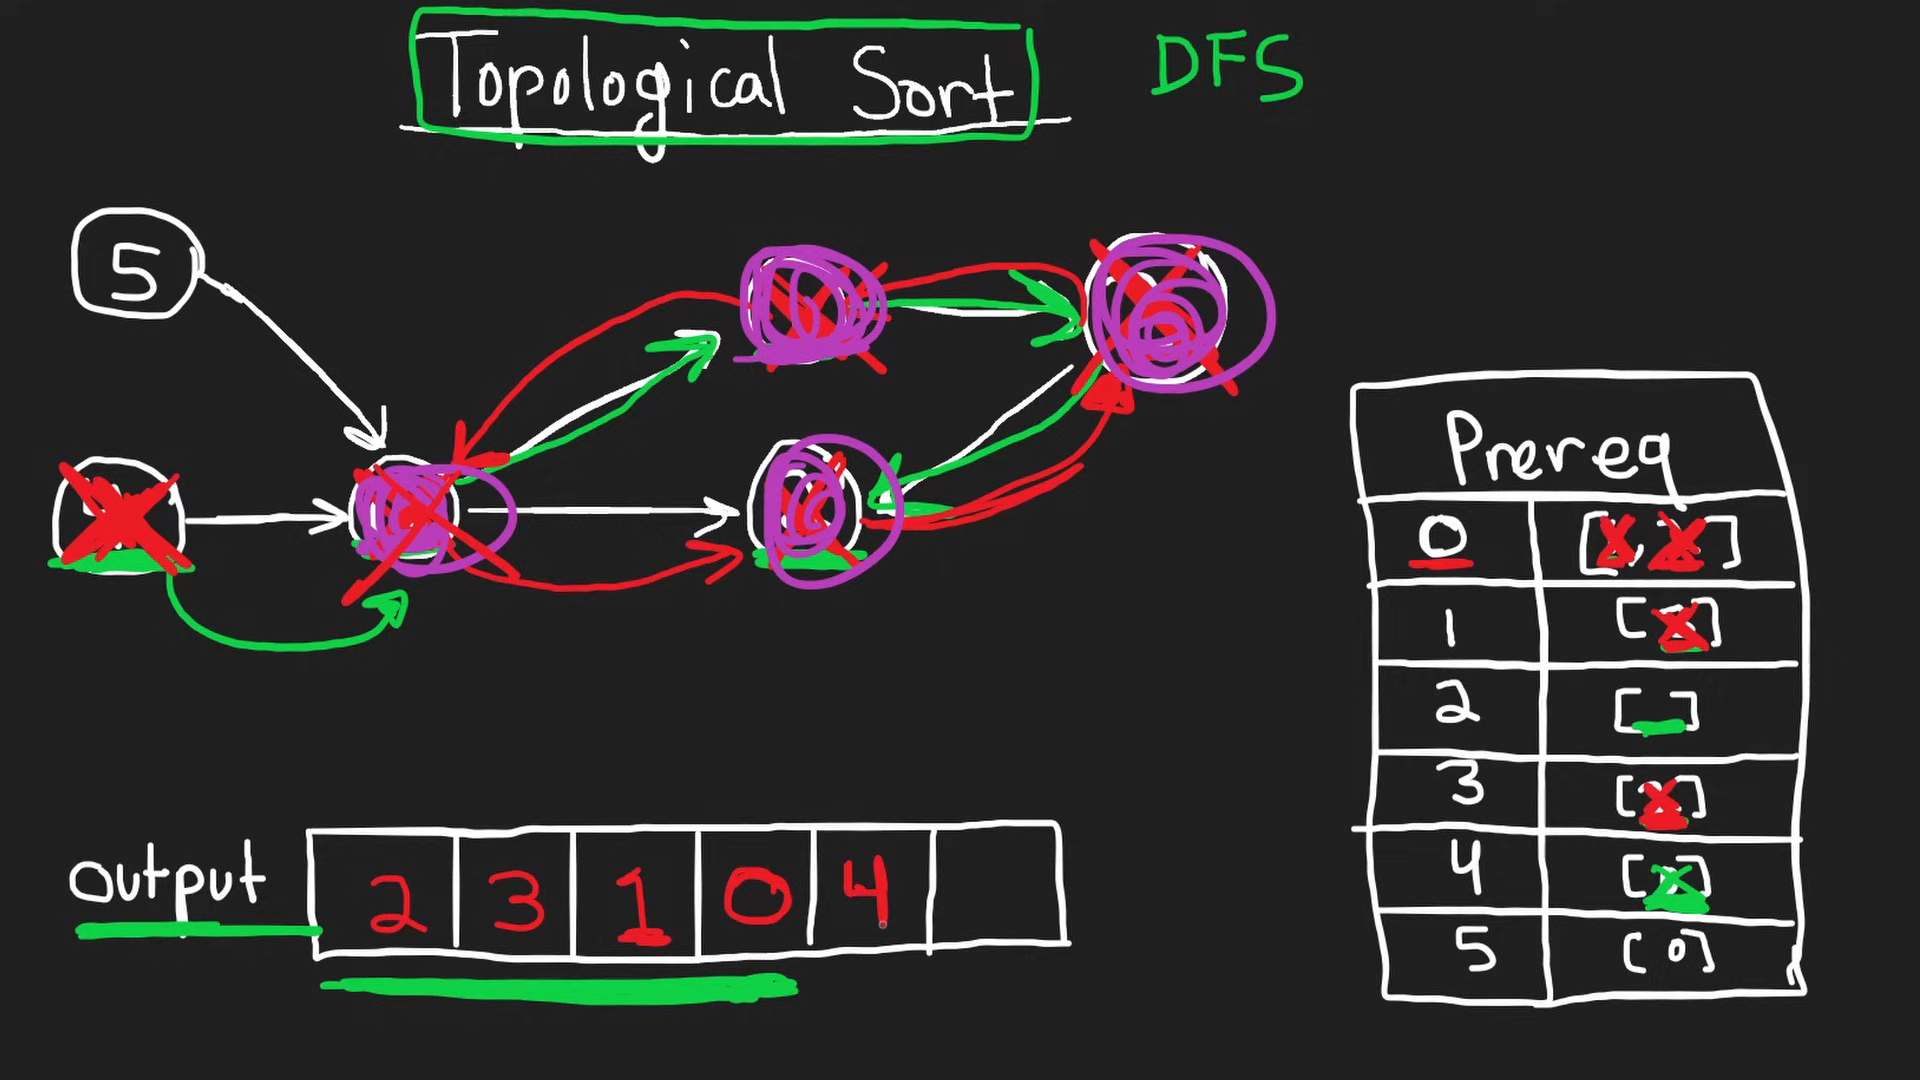 Topological Sort
DFS
5
Prereq
0 [ , ]
1 [ ]
2 [ ]
3 [ ]
4 [ ]
5 [0]
output 2 3 1 0 4